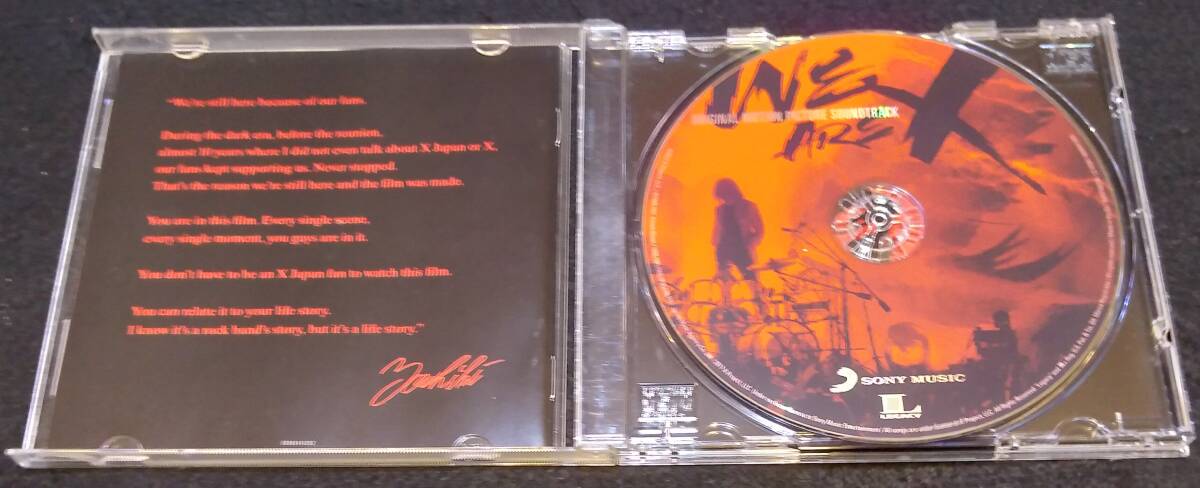 "We're still here because of our fans.
During the dark era, before the reunion,
almost 10 years where I did not even talk about X Japan or X,
our fans kept supporting us. Never stopped.
That's the reason we're still here and the film was made.
You are in this film. Every single scene,
every single moment, you guys are in it.
You don't have to be an X Japan fan to watch this film.
You can relate it to your life story.
I know it's a rock band's story, but it's a life story."
Yoshiki
WE
ARE X
ORIGINAL MOTION PICTURE SOUNDTRACK
SONY MUSIC
L
LEGACY